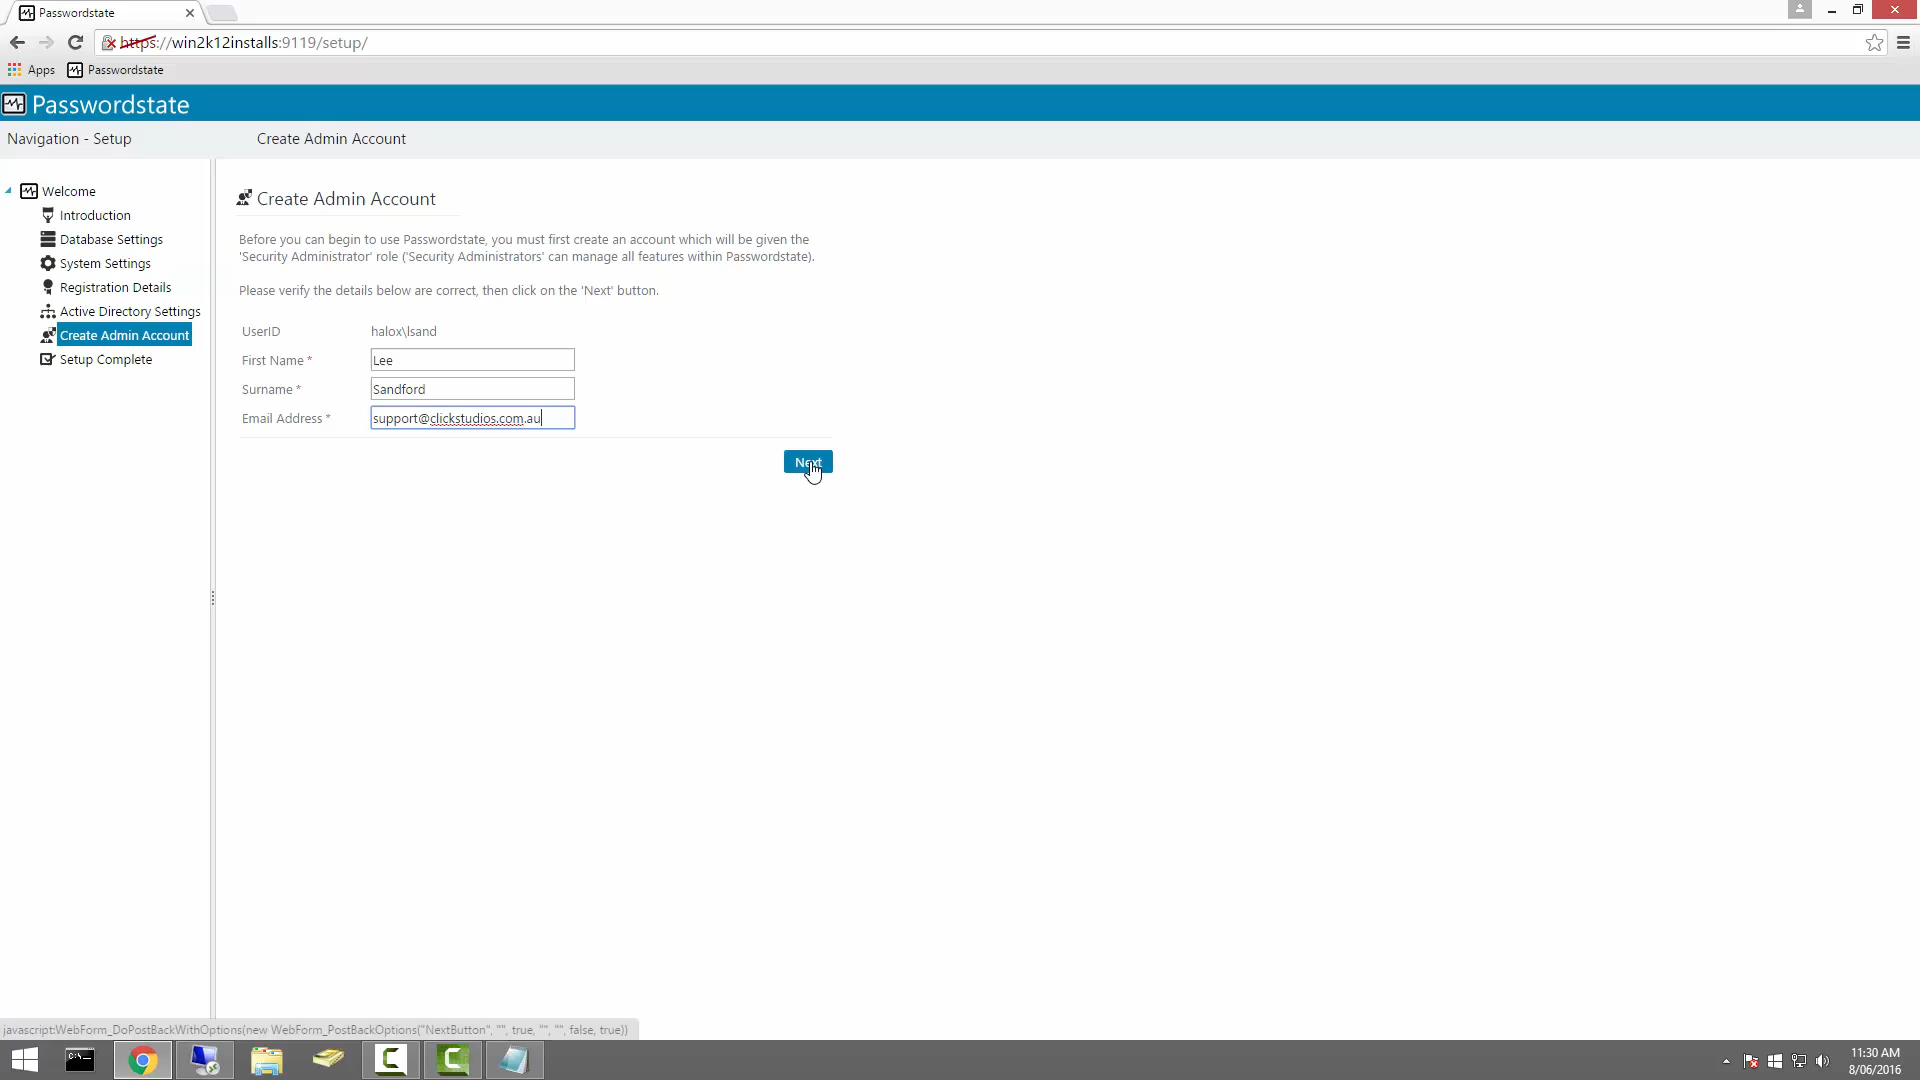 Passwordstate
https://win2k12installs:9119/setup/
Apps Passwordstate
Passwordstate
Navigation - Setup Create Admin Account
Welcome
Introduction
Database Settings
System Settings
Registration Details
Active Directory Settings
Create Admin Account
Setup Complete
Create Admin Account
Before you can begin to use Passwordstate, you must first create an account which will be given the
'Security Administrator' role ('Security Administrators' can manage all features within Passwordstate).
Please verify the details below are correct, then click on the 'Next' button.
UserID halox\lsand
First Name * Lee
Surname * Sandford
Email Address * support@clickstudios.com.au
Next
javascript:WebForm_DoPostBackWithOptions(new WebForm_PostBackOptions("NextButton", "", true, "", "", false, true))
11:30 AM
8/06/2016